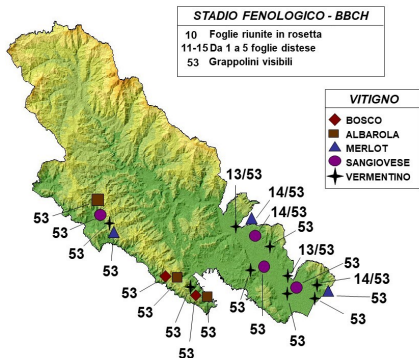 STADIO FENOLOGICO - BBCH
10 Foglie riunite in rosetta
11-15 Da 1 a 5 foglie distese
53 Grappolini visibili
VITIGNO
BOSCO
ALBAROLA
MERLOT
SANGIOVESE
VERMENTINO
14/53
13/53
14/53
53
53
13/53
53
53
53
14/53
53
53
53
53
53
53
53
53
53